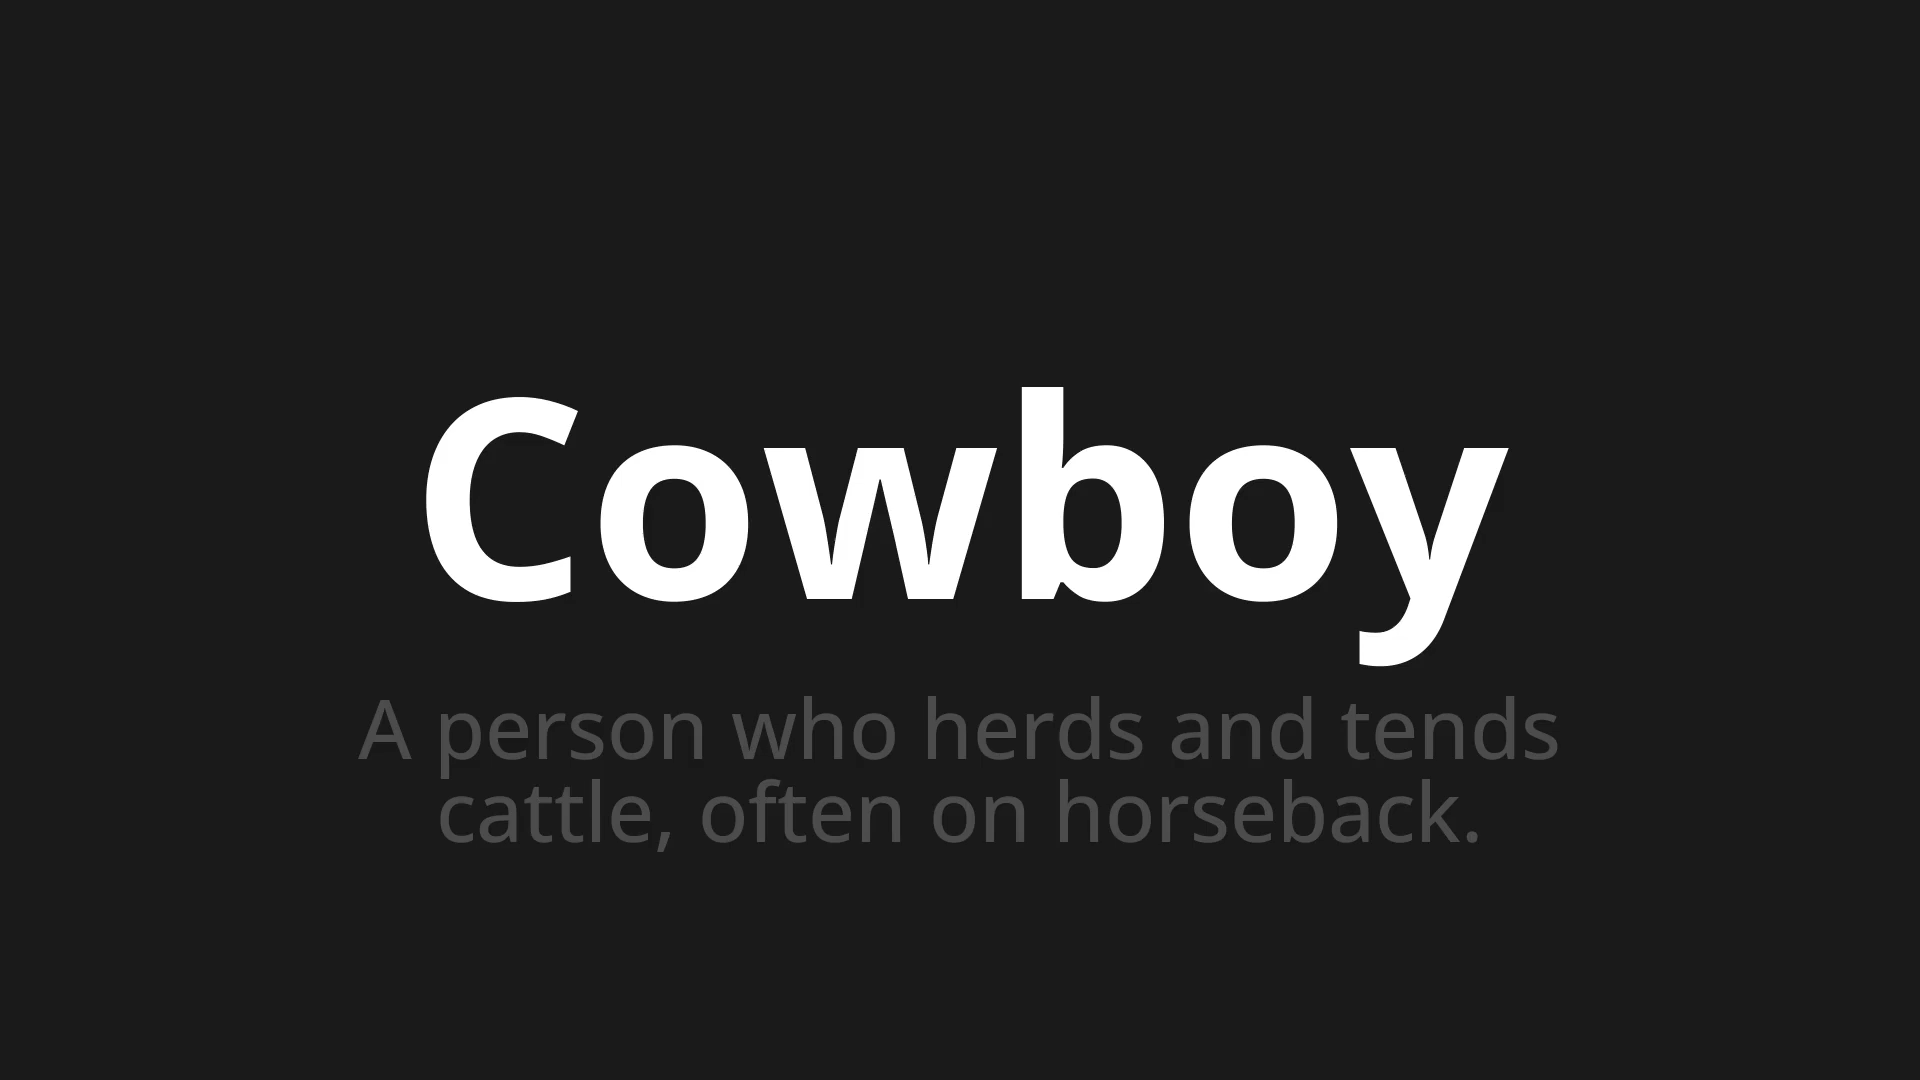 Cowboy
A person who herds and tends
cattle, often on horseback.